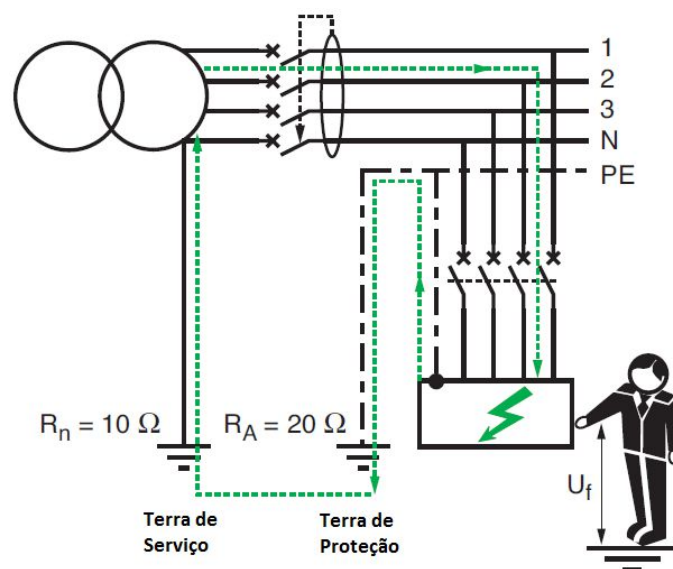 1
2
3
N
PE
Rn = 10 Ω
RA = 20 Ω
Uf
Terra de
Serviço
Terra de
Proteção